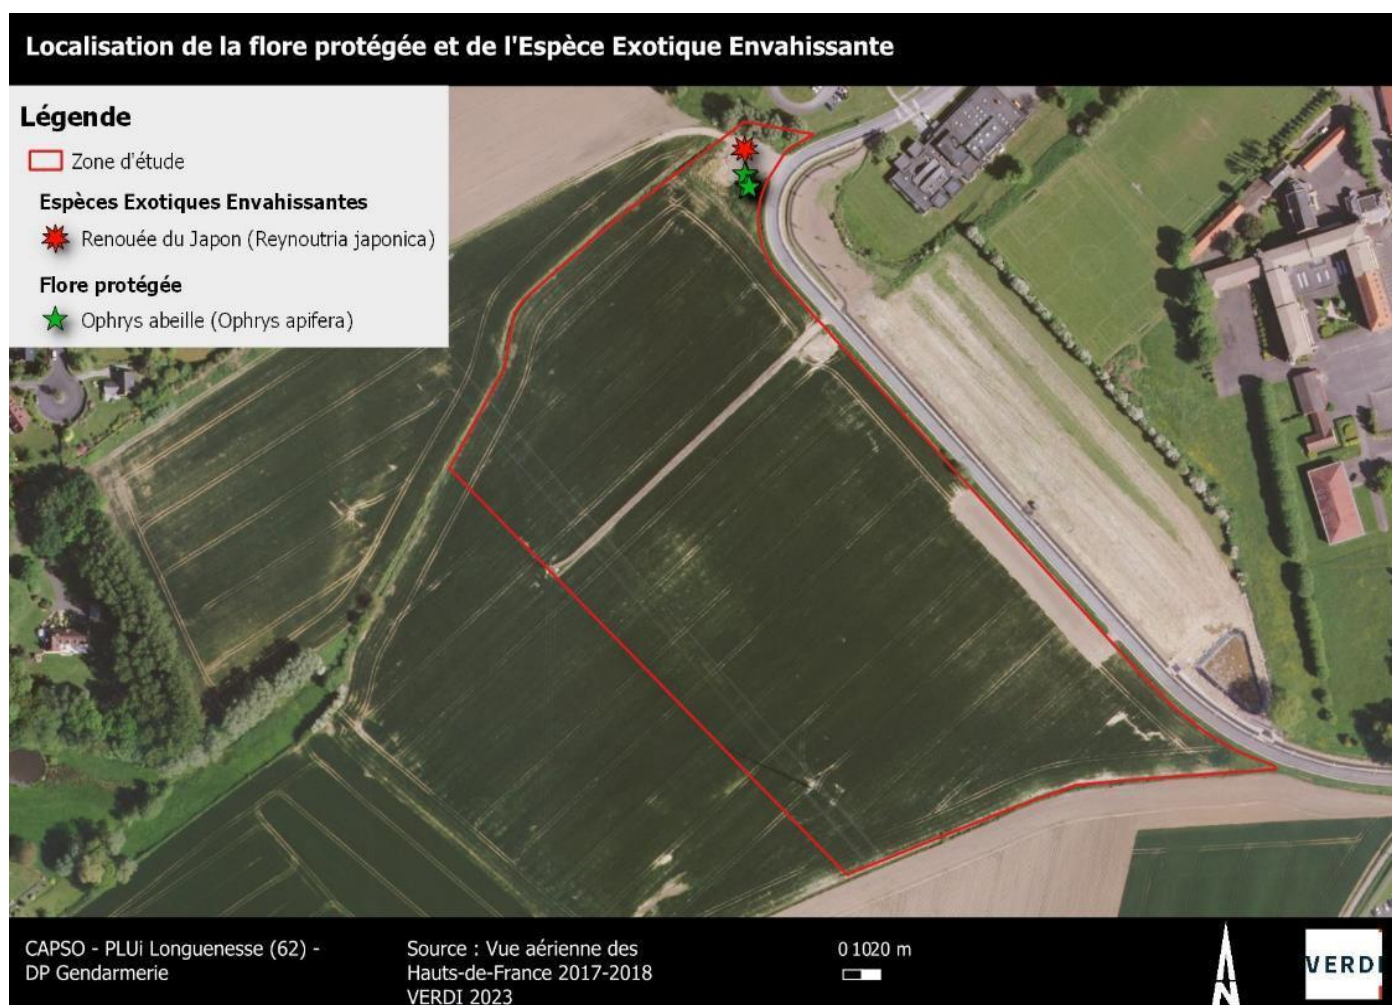 Localisation de la flore protégée et de l'Espèce Exotique Envahissante
Légende
Zone d'étude
Espèces Exotiques Envahissantes
Renouée du Japon (Reynoutria japonica)
Flore protégée
Ophrys abeille (Ophrys apifera)
CAPSO - PLUi Longuenesse (62) -
DP Gendarmerie
Source : Vue aérienne des
Hauts-de-France 2017-2018
VERDI 2023
0 1020 m
N
VERDI